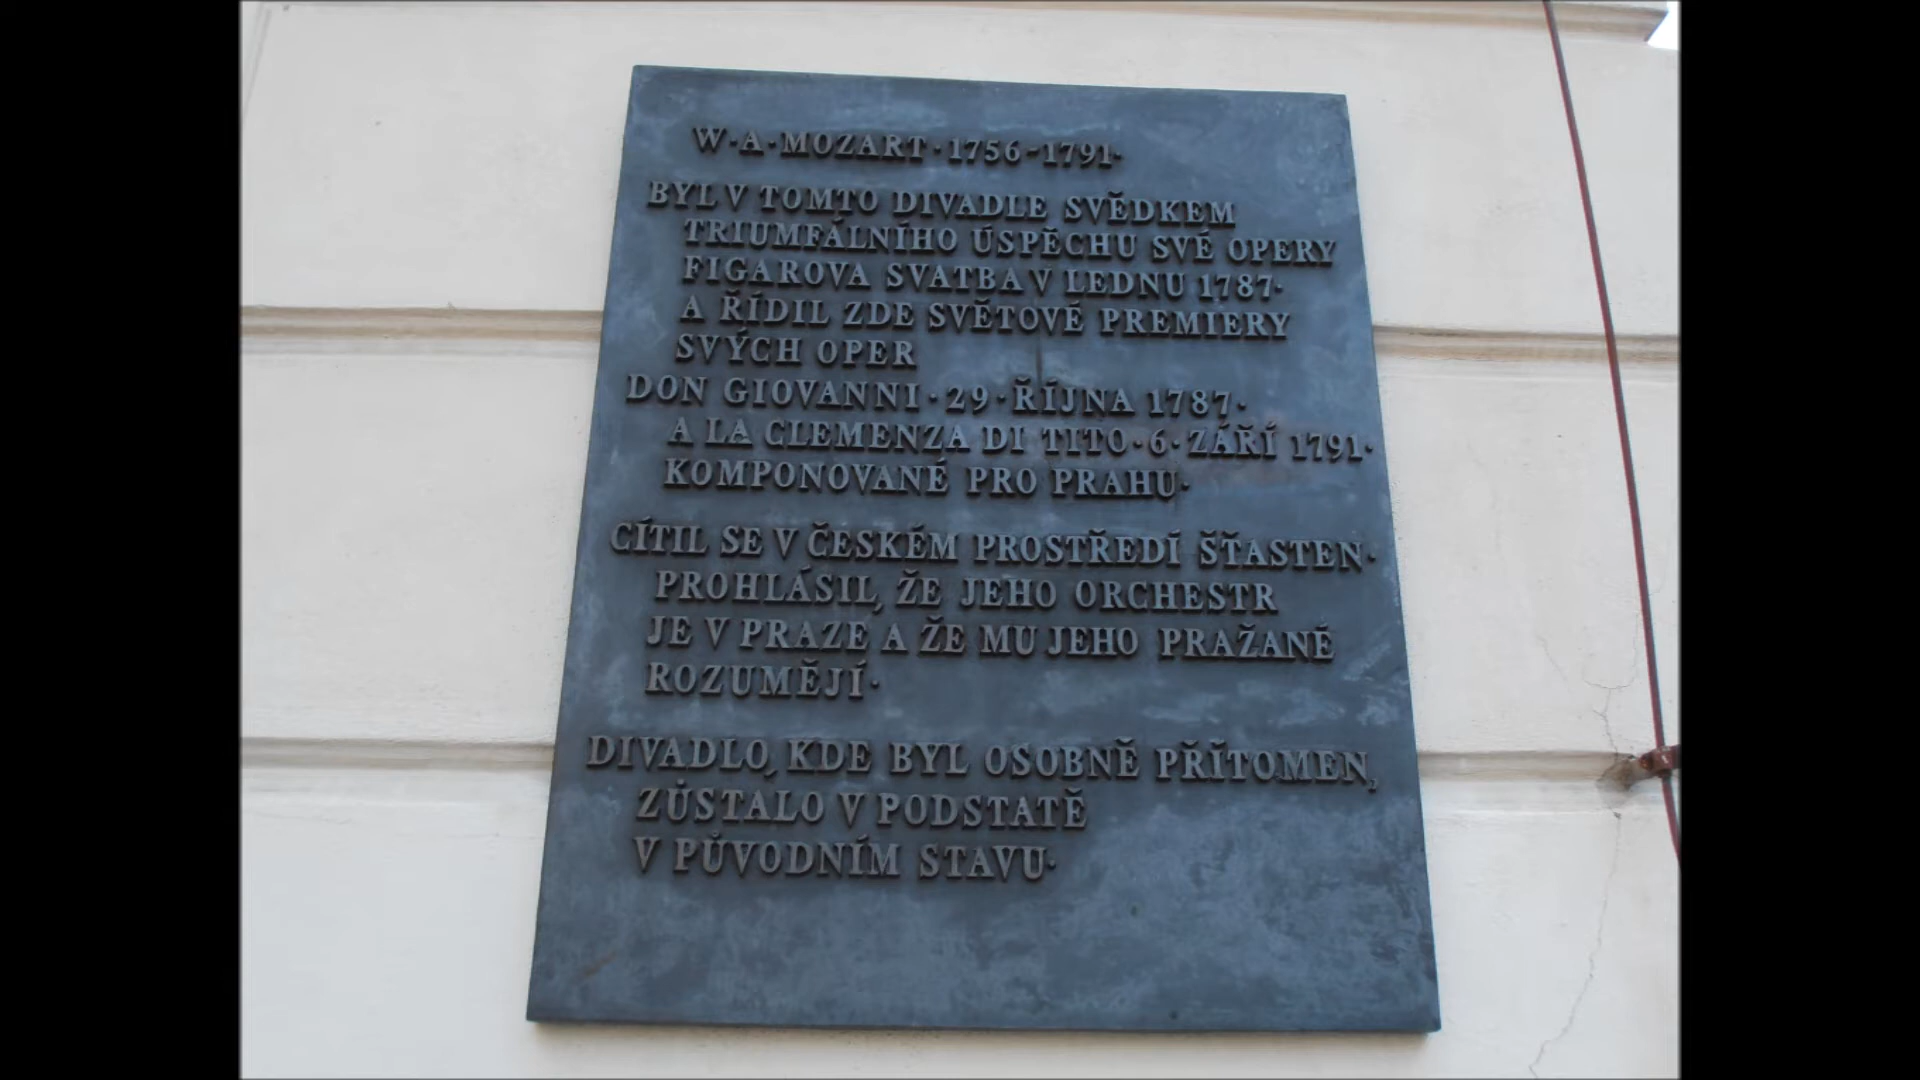 W·A·MOZART·1756-1791·
BYL V TOMTO DIVADLE SVĚDKEM
TRIUMFÁLNÍHO ÚSPĚCHU SVÉ OPERY
FIGAROVA SVATBA V LEDNU 1787·
A ŘÍDIL ZDE SVĚTOVÉ PREMIERY
SVÝCH OPER
DON GIOVANNI·29·ŘÍJNA 1787·
A LA CLEMENZA DI TITO·6·ZÁŘÍ 1791·
KOMPONOVANÉ PRO PRAHU·
CÍTIL SE V ČESKÉM PROSTŘEDÍ ŠŤASTEN·
PROHLÁSIL, ŽE JEHO ORCHESTR
JE V PRAZE A ŽE MU JEHO PRAŽANÉ
ROZUMĚJÍ·
DIVADLO, KDE BYL OSOBNĚ PŘÍTOMEN,
ZŮSTALO V PODSTATĚ
V PŮVODNÍM STAVU·